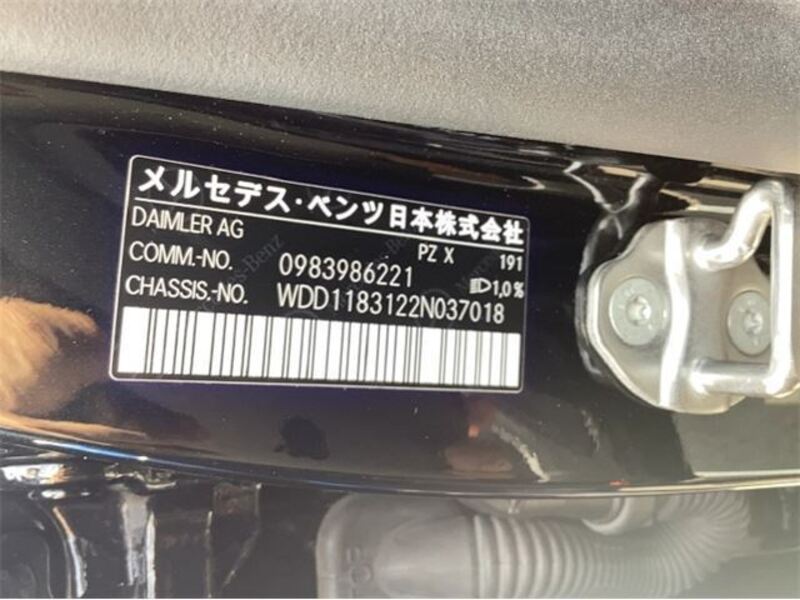 メルセデス・ベンツ日本株式会社
DAIMLER AG
PZ X 191
COMM.-NO. 0983986221 1,0%
CHASSIS.-NO. WDD1183122N037018